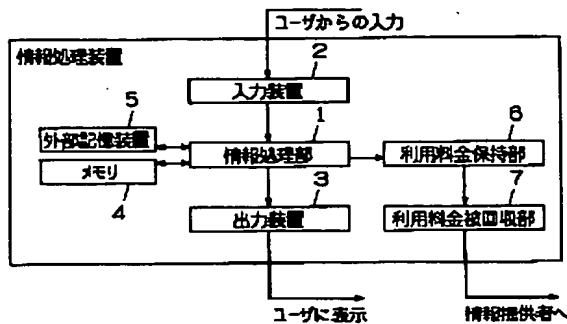 ユーザからの入力
情報処理装置
2
入力装置
5
1
6
外部記憶装置
情報処理部
利用料金保持部
メモリ
4
3
7
出力装置
利用料金被回収部
ユーザに表示
情報提供者へ